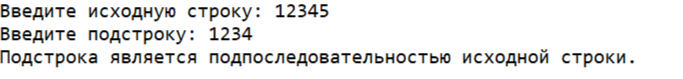 Введите исходную строку: 12345
Введите подстроку: 1234
Подстрока является подпоследовательностью исходной строки.